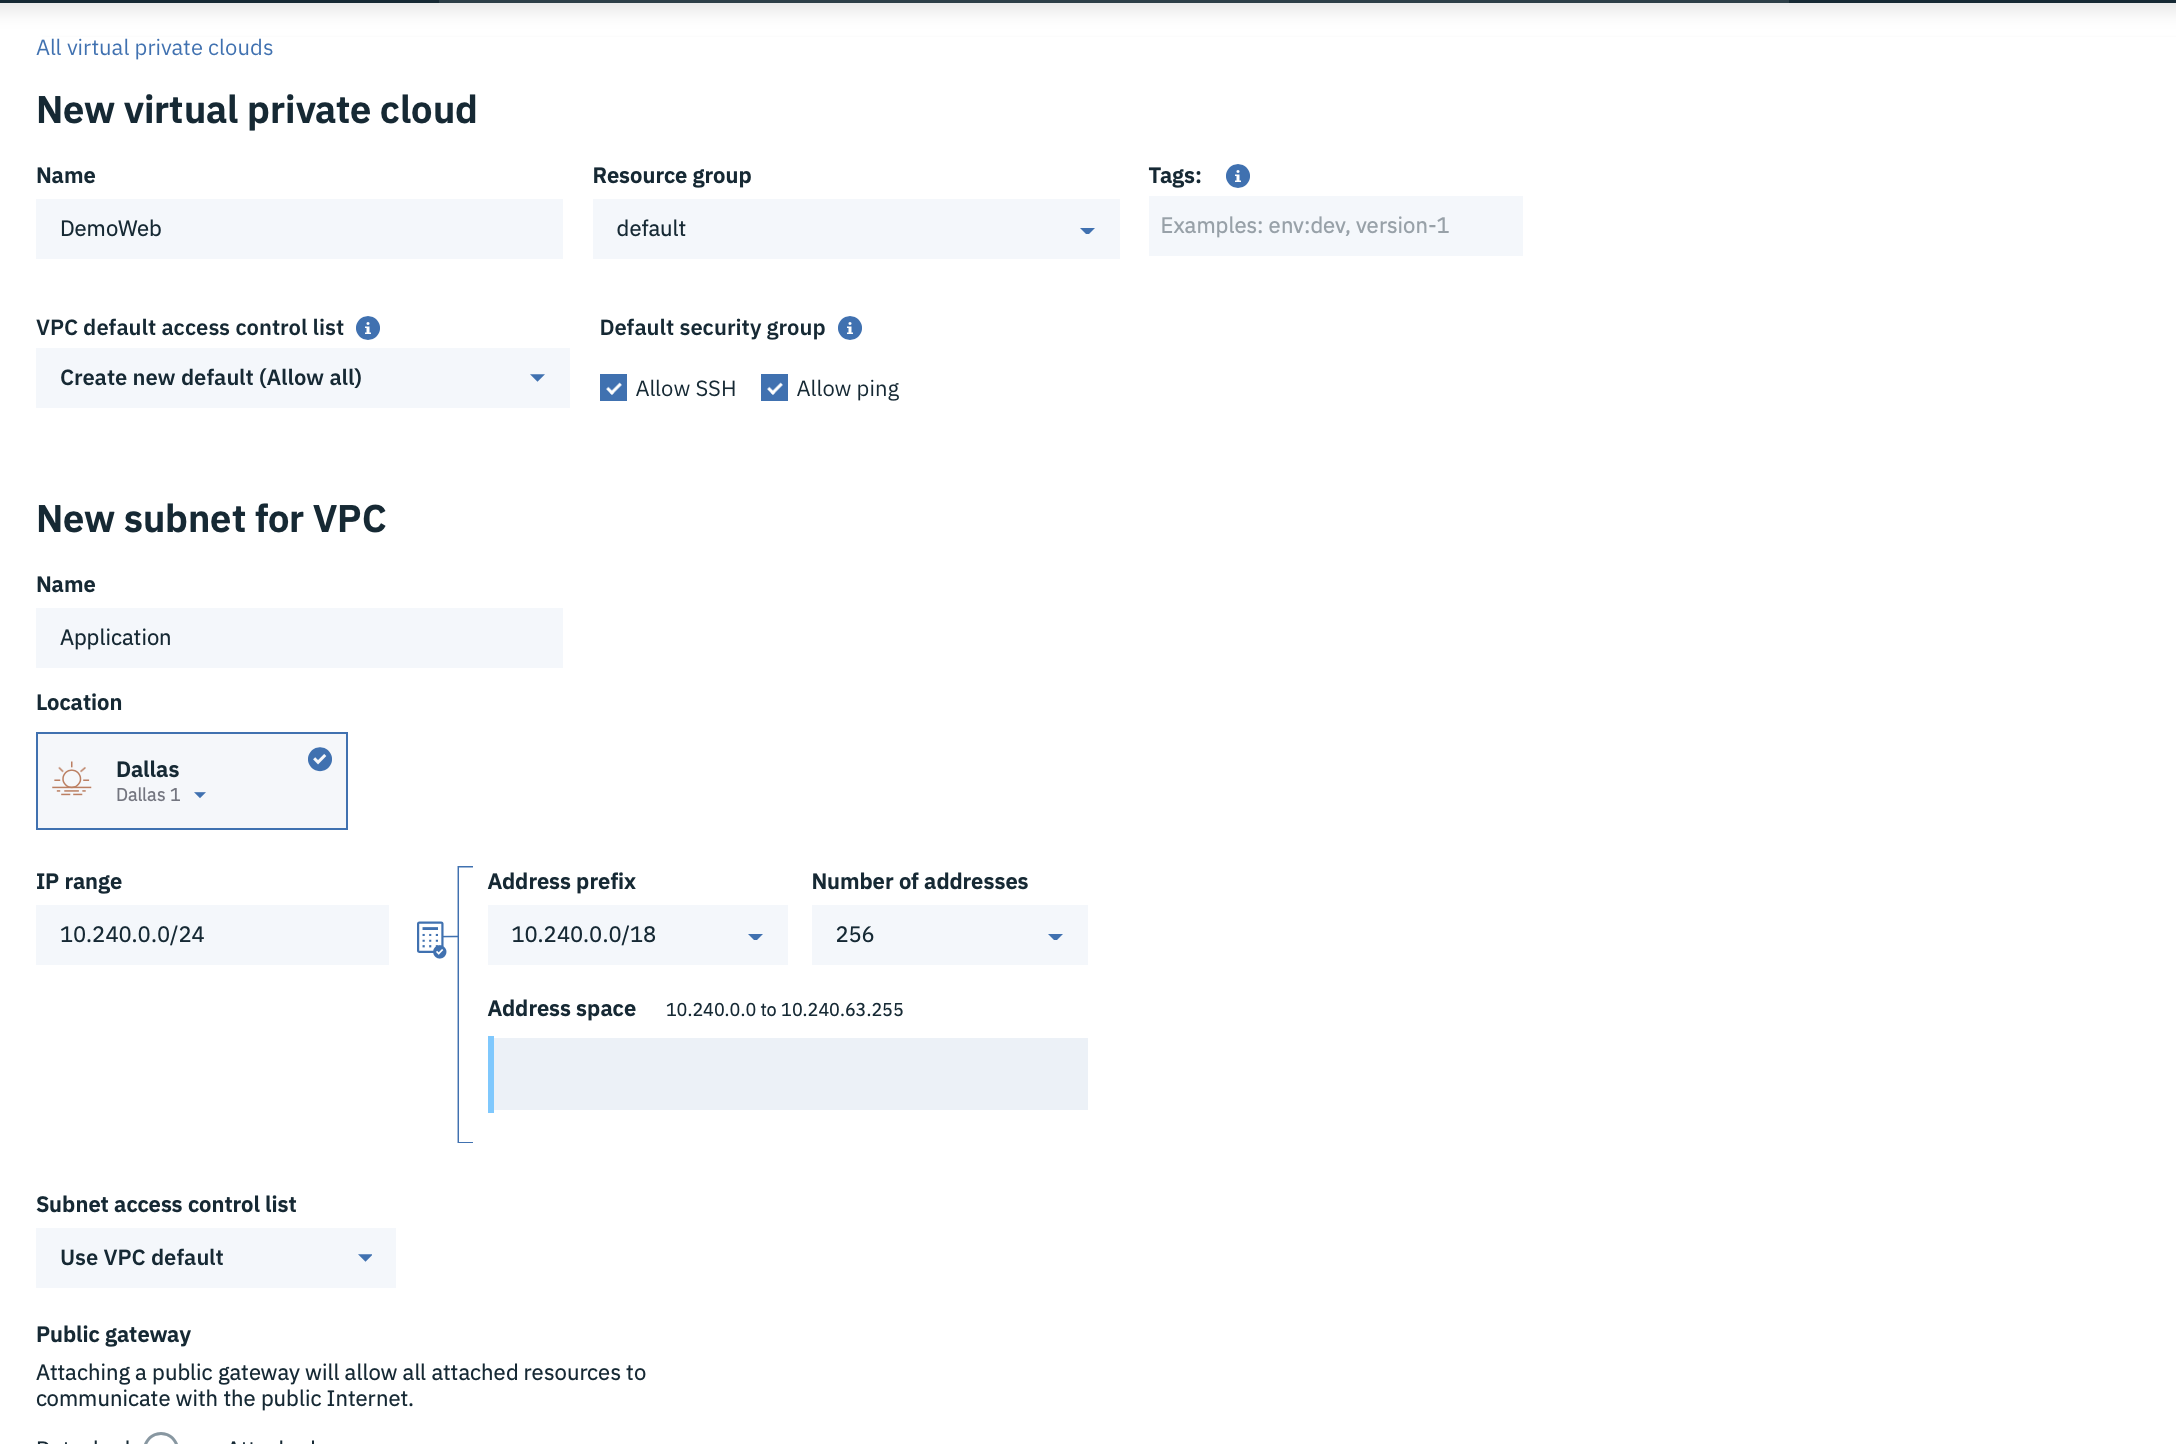 All virtual private clouds
New virtual private cloud
Name
Resource group
Tags:
DemoWeb
default
Examples: env:dev, version-1
VPC default access control list
Default security group
Create new default (Allow all)
Allow SSH
Allow ping
New subnet for VPC
Name
Application
Location
Dallas
Dallas 1
IP range
Address prefix
Number of addresses
10.240.0.0/24
10.240.0.0/18
256
Address space 10.240.0.0 to 10.240.63.255
Subnet access control list
Use VPC default
Public gateway
Attaching a public gateway will allow all attached resources to
communicate with the public Internet.